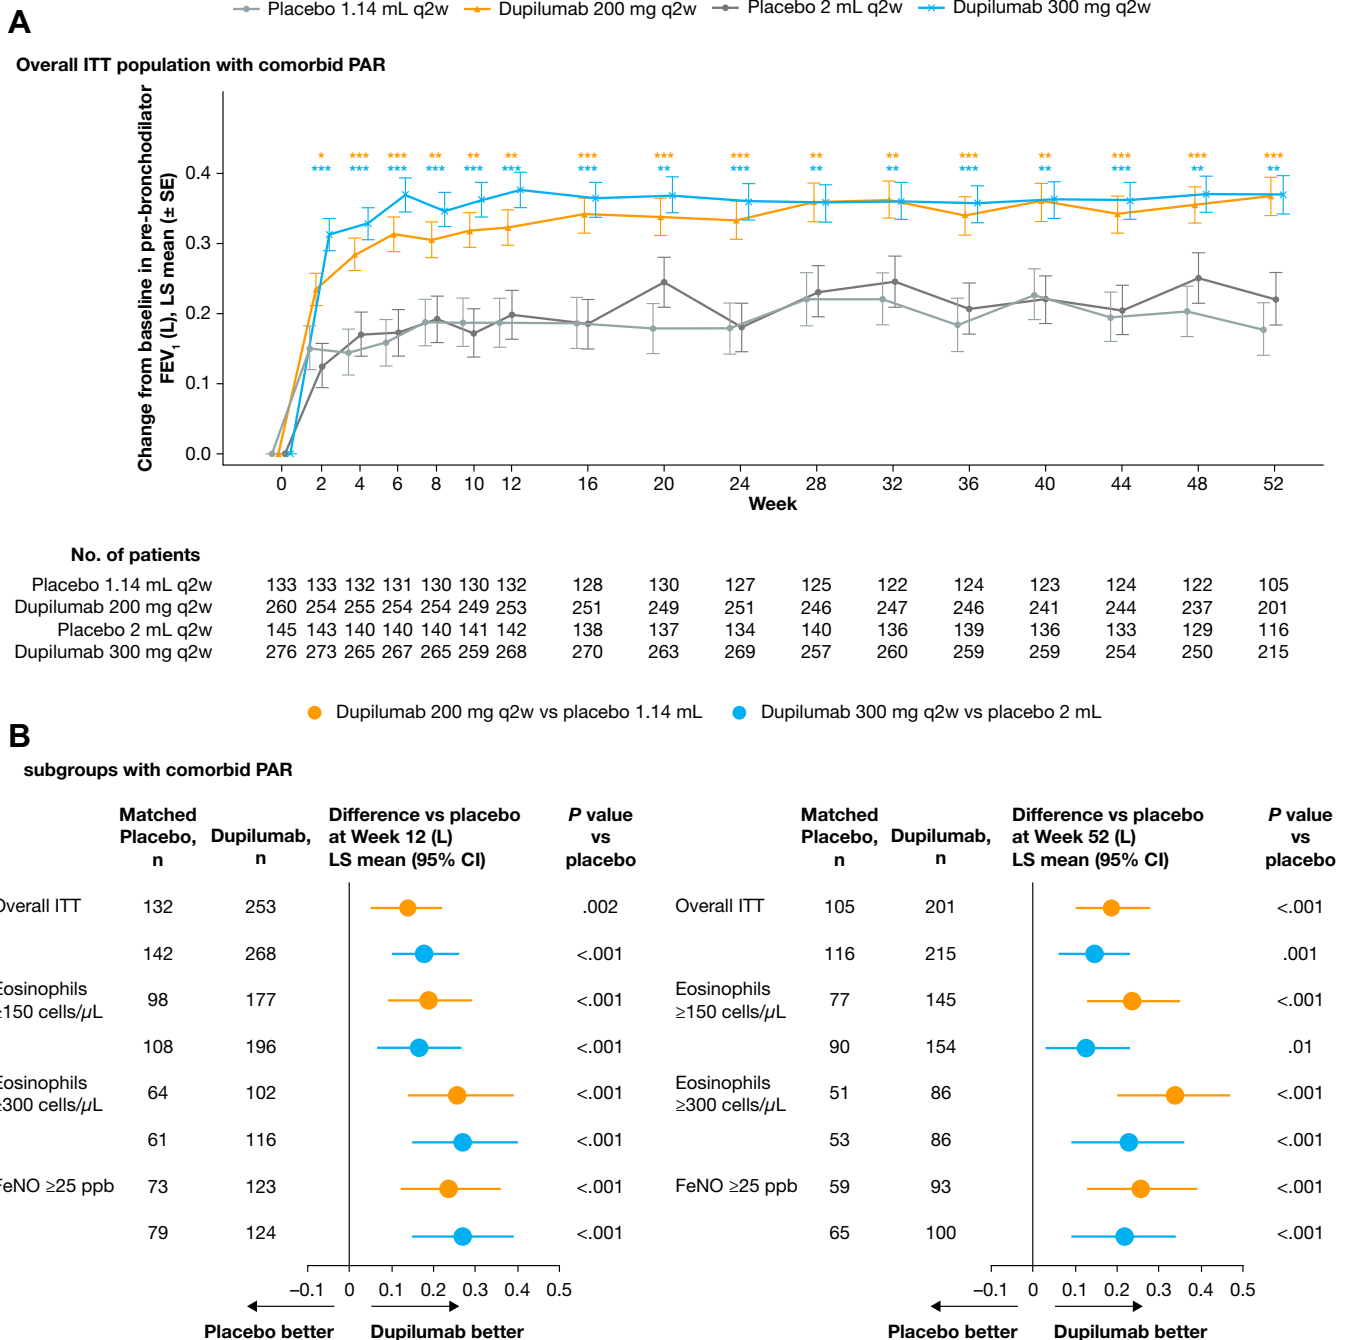 Placebo 1.14 mL q2w Dupilumab 200 mg q2w Placebo 2 mL q2w Dupilumab 300 mg q2w
A
Overall ITT population with comorbid PAR
Change from baseline in pre-bronchodilator
FEV1 (L), LS mean (± SE)
* *** *** ** ** ** *** *** *** ** ** *** ** *** *** ***
*** *** *** *** *** *** *** ** *** ** ** *** ** *** ** **
0.4
0.3
0.2
0.1
0.0
0 2 4 6 8 10 12 16 20 24 28 32 36 40 44 48 52
Week
No. of patients
Placebo 1.14 mL q2w 133 133 132 131 130 130 132 128 130 127 125 122 124 123 124 122 105
Dupilumab 200 mg q2w 260 254 255 254 254 249 253 251 249 251 246 247 246 241 244 237 201
Placebo 2 mL q2w 145 143 140 140 140 141 142 138 137 134 140 136 139 136 133 129 116
Dupilumab 300 mg q2w 276 273 265 267 265 259 268 270 263 269 257 260 259 259 254 250 215
Dupilumab 200 mg q2w vs placebo 1.14 mL Dupilumab 300 mg q2w vs placebo 2 mL
B
subgroups with comorbid PAR
Matched Difference vs placebo P value Matched Difference vs placebo P value
Placebo, Dupilumab, at Week 12 (L) vs Placebo, Dupilumab, at Week 52 (L) vs
n n LS mean (95% CI) placebo n n LS mean (95% CI) placebo
Overall ITT 132 253 .002 Overall ITT 105 201 <.001
142 268 <.001 116 215 .001
Eosinophils 98 177 <.001 Eosinophils 77 145 <.001
≥150 cells/µL ≥150 cells/µL
108 196 <.001 90 154 .01
Eosinophils 64 102 <.001 Eosinophils 51 86 <.001
≥300 cells/µL ≥300 cells/µL
61 116 <.001 53 86 <.001
FeNO ≥25 ppb 73 123 <.001 FeNO ≥25 ppb 59 93 <.001
79 124 <.001 65 100 <.001
−0.1 0 0.1 0.2 0.3 0.4 0.5 −0.1 0 0.1 0.2 0.3 0.4 0.5
Placebo better Dupilumab better Placebo better Dupilumab better